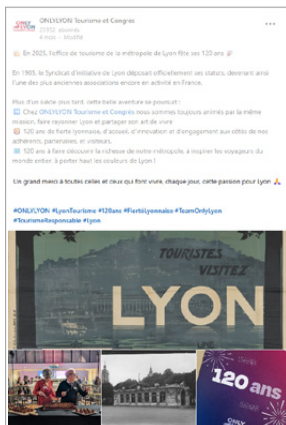 ONLYLYON Tourisme et Congrès
4 mois • Modifié
En 2025, l'office de tourisme de la métropole de Lyon fête ses 120 ans
En 1905, le Syndicat d'initiative de Lyon déposait officiellement ses statuts, devenant ainsi
l'une des plus anciennes associations encore en activité en France.
Plus d'un siècle plus tard, cette belle aventure se poursuit :
Chez ONLYLYON Tourisme et Congrès nous sommes toujours animés par la même
mission, faire rayonner Lyon et partager son art de vivre
120 ans de fierté lyonnaise, d'accueil, d'innovation et d'engagement aux côtés de nos
adhérents, partenaires, et visiteurs.
120 ans à faire découvrir la richesse de notre métropole, à inspirer les voyageurs du
monde entier, à porter haut les couleurs de Lyon !
Un grand merci à toutes celles et ceux qui font vivre, chaque jour, cette passion pour Lyon 🙏
#ONLYLYON #LyonTourisme #120ans #FiertéLyonnaise #TeamOnlyLyon
#TourismeResponsable #Lyon
TOURISTES
VISITEZ
LYON
120 ans
ONLY